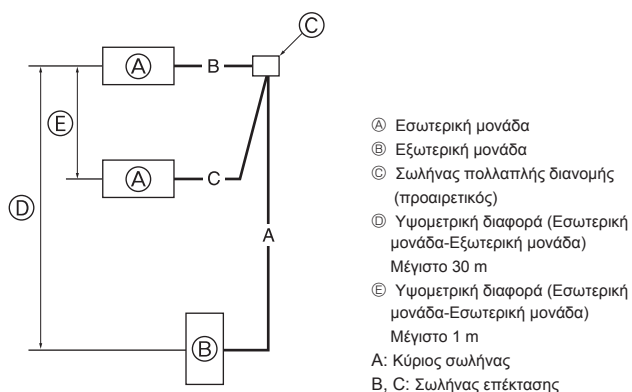 Ⓒ
Ⓐ B
Ⓔ
Ⓐ C
Ⓓ
A
Ⓑ
Ⓐ Εσωτερική μονάδα
Ⓑ Εξωτερική μονάδα
Ⓒ Σωλήνας πολλαπλής διανομής
(προαιρετικός)
Ⓓ Υψομετρική διαφορά (Εσωτερική
μονάδα-Εξωτερική μονάδα)
Μέγιστο 30 m
Ⓔ Υψομετρική διαφορά (Εσωτερική
μονάδα-Εσωτερική μονάδα)
Μέγιστο 1 m
A: Κύριος σωλήνας
B, C: Σωλήνας επέκτασης